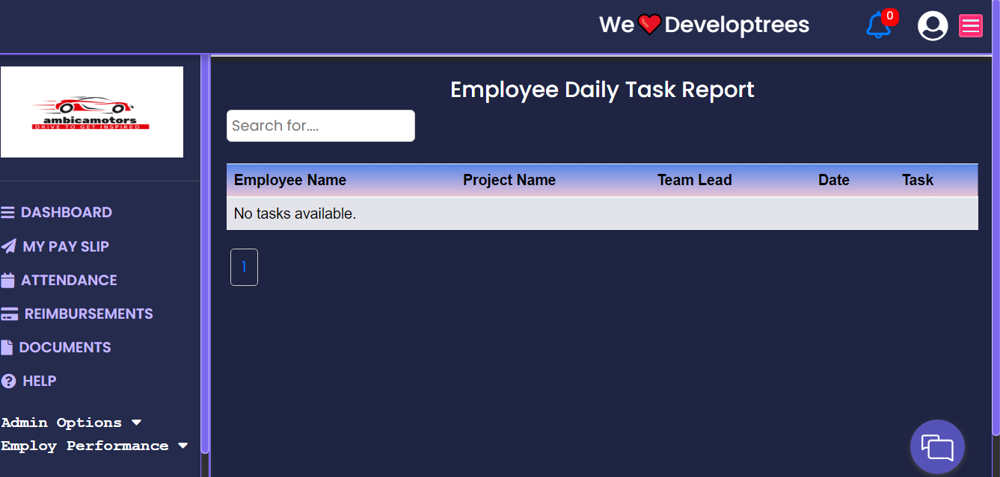 We ❤ Developtrees
0
ambicamotors
DRIVE TO GET INSPIRED
DASHBOARD
MY PAY SLIP
ATTENDANCE
REIMBURSEMENTS
DOCUMENTS
HELP
Admin Options
Employ Performance
Employee Daily Task Report
Search for....
Employee Name Project Name Team Lead Date Task
No tasks available.
1